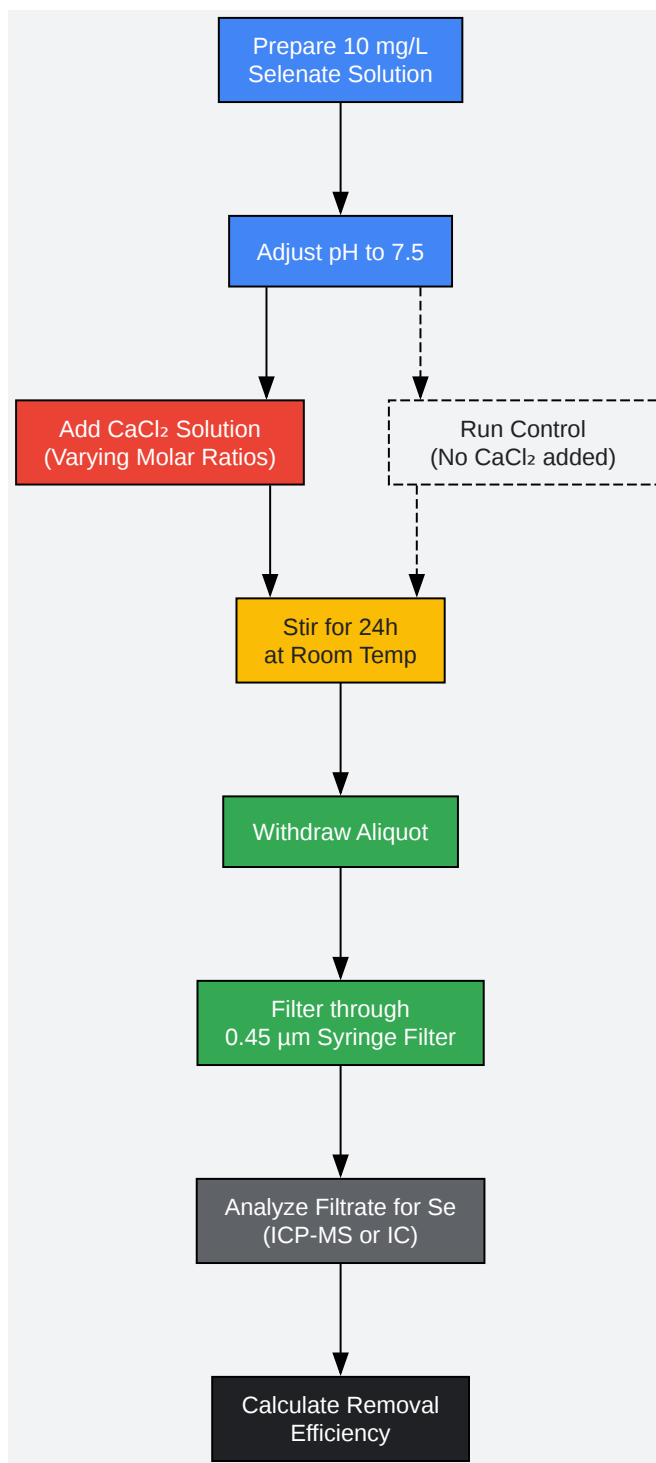 Prepare 10 mg/L
Selenate Solution
Adjust pH to 7.5
Add CaCl₂ Solution
(Varying Molar Ratios)
Run Control
(No CaCl₂ added)
Stir for 24h
at Room Temp
Withdraw Aliquot
Filter through
0.45 µm Syringe Filter
Analyze Filtrate for Se
(ICP-MS or IC)
Calculate Removal
Efficiency